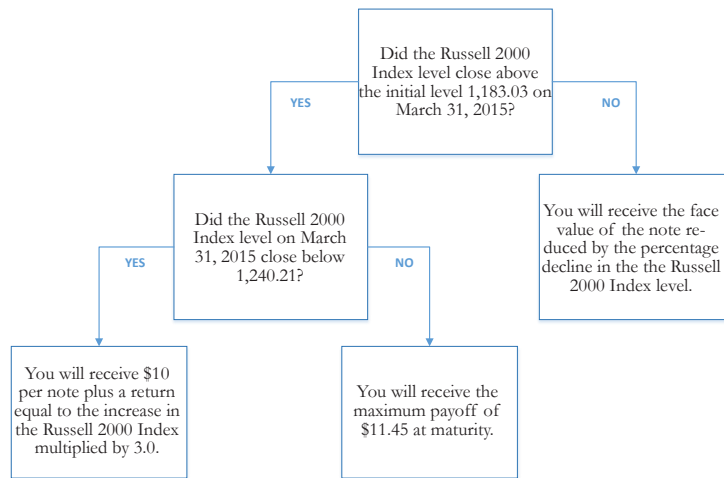 Did the Russell 2000
Index level close above
the initial level 1,183.03 on
March 31, 2015?
YES
NO
Did the Russell 2000
Index level on March
31, 2015 close below
1,240.21?
You will receive the face
value of the note re-
duced by the percentage
decline in the the Russell
2000 Index level.
YES
NO
You will receive $10
per note plus a return
equal to the increase in
the Russell 2000 Index
multiplied by 3.0.
You will receive the
maximum payoff of
$11.45 at maturity.